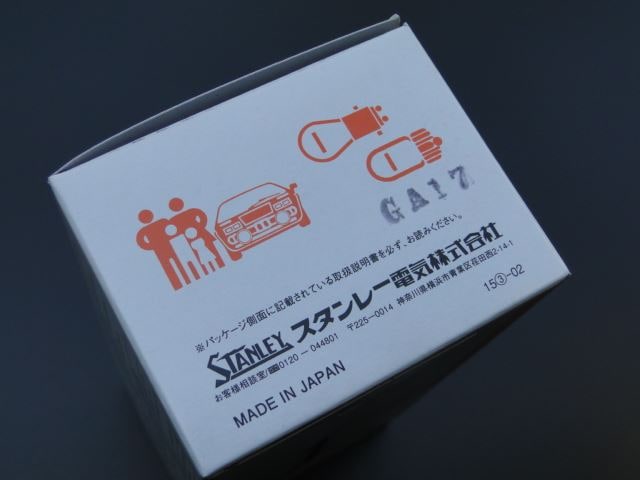 GA17
※パッケージ側面に記載されている取扱説明書を必ず、お読みください。
STANLEY スタンレー電気株式会社
お客様相談室 0120-044801 〒225-0014 神奈川県横浜市青葉区荏田西2-14-1
MADE IN JAPAN
15③-02